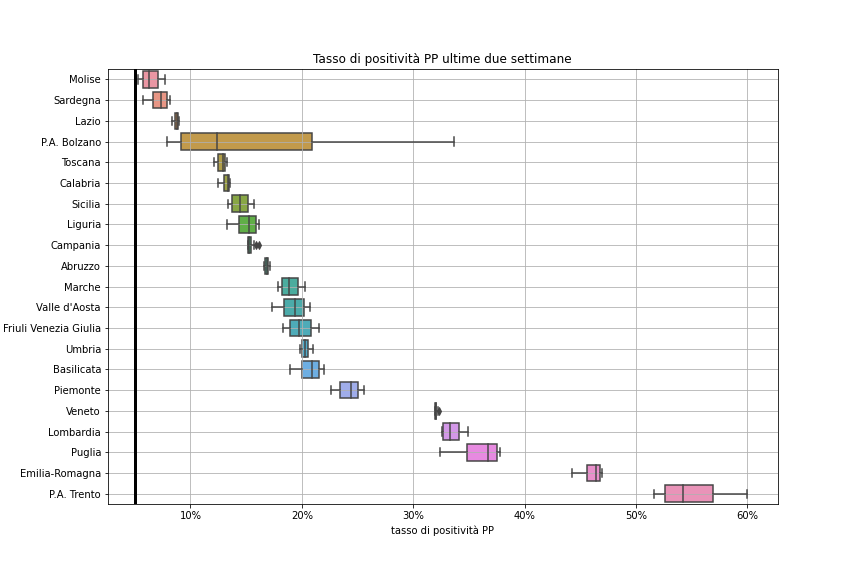 Tasso di positività PP ultime due settimane
Molise
Sardegna
Lazio
P.A. Bolzano
Toscana
Calabria
Sicilia
Liguria
Campania
Abruzzo
Marche
Valle d'Aosta
Friuli Venezia Giulia
Umbria
Basilicata
Piemonte
Veneto
Lombardia
Puglia
Emilia-Romagna
P.A. Trento
10% 20% 30% 40% 50% 60%
tasso di positività PP